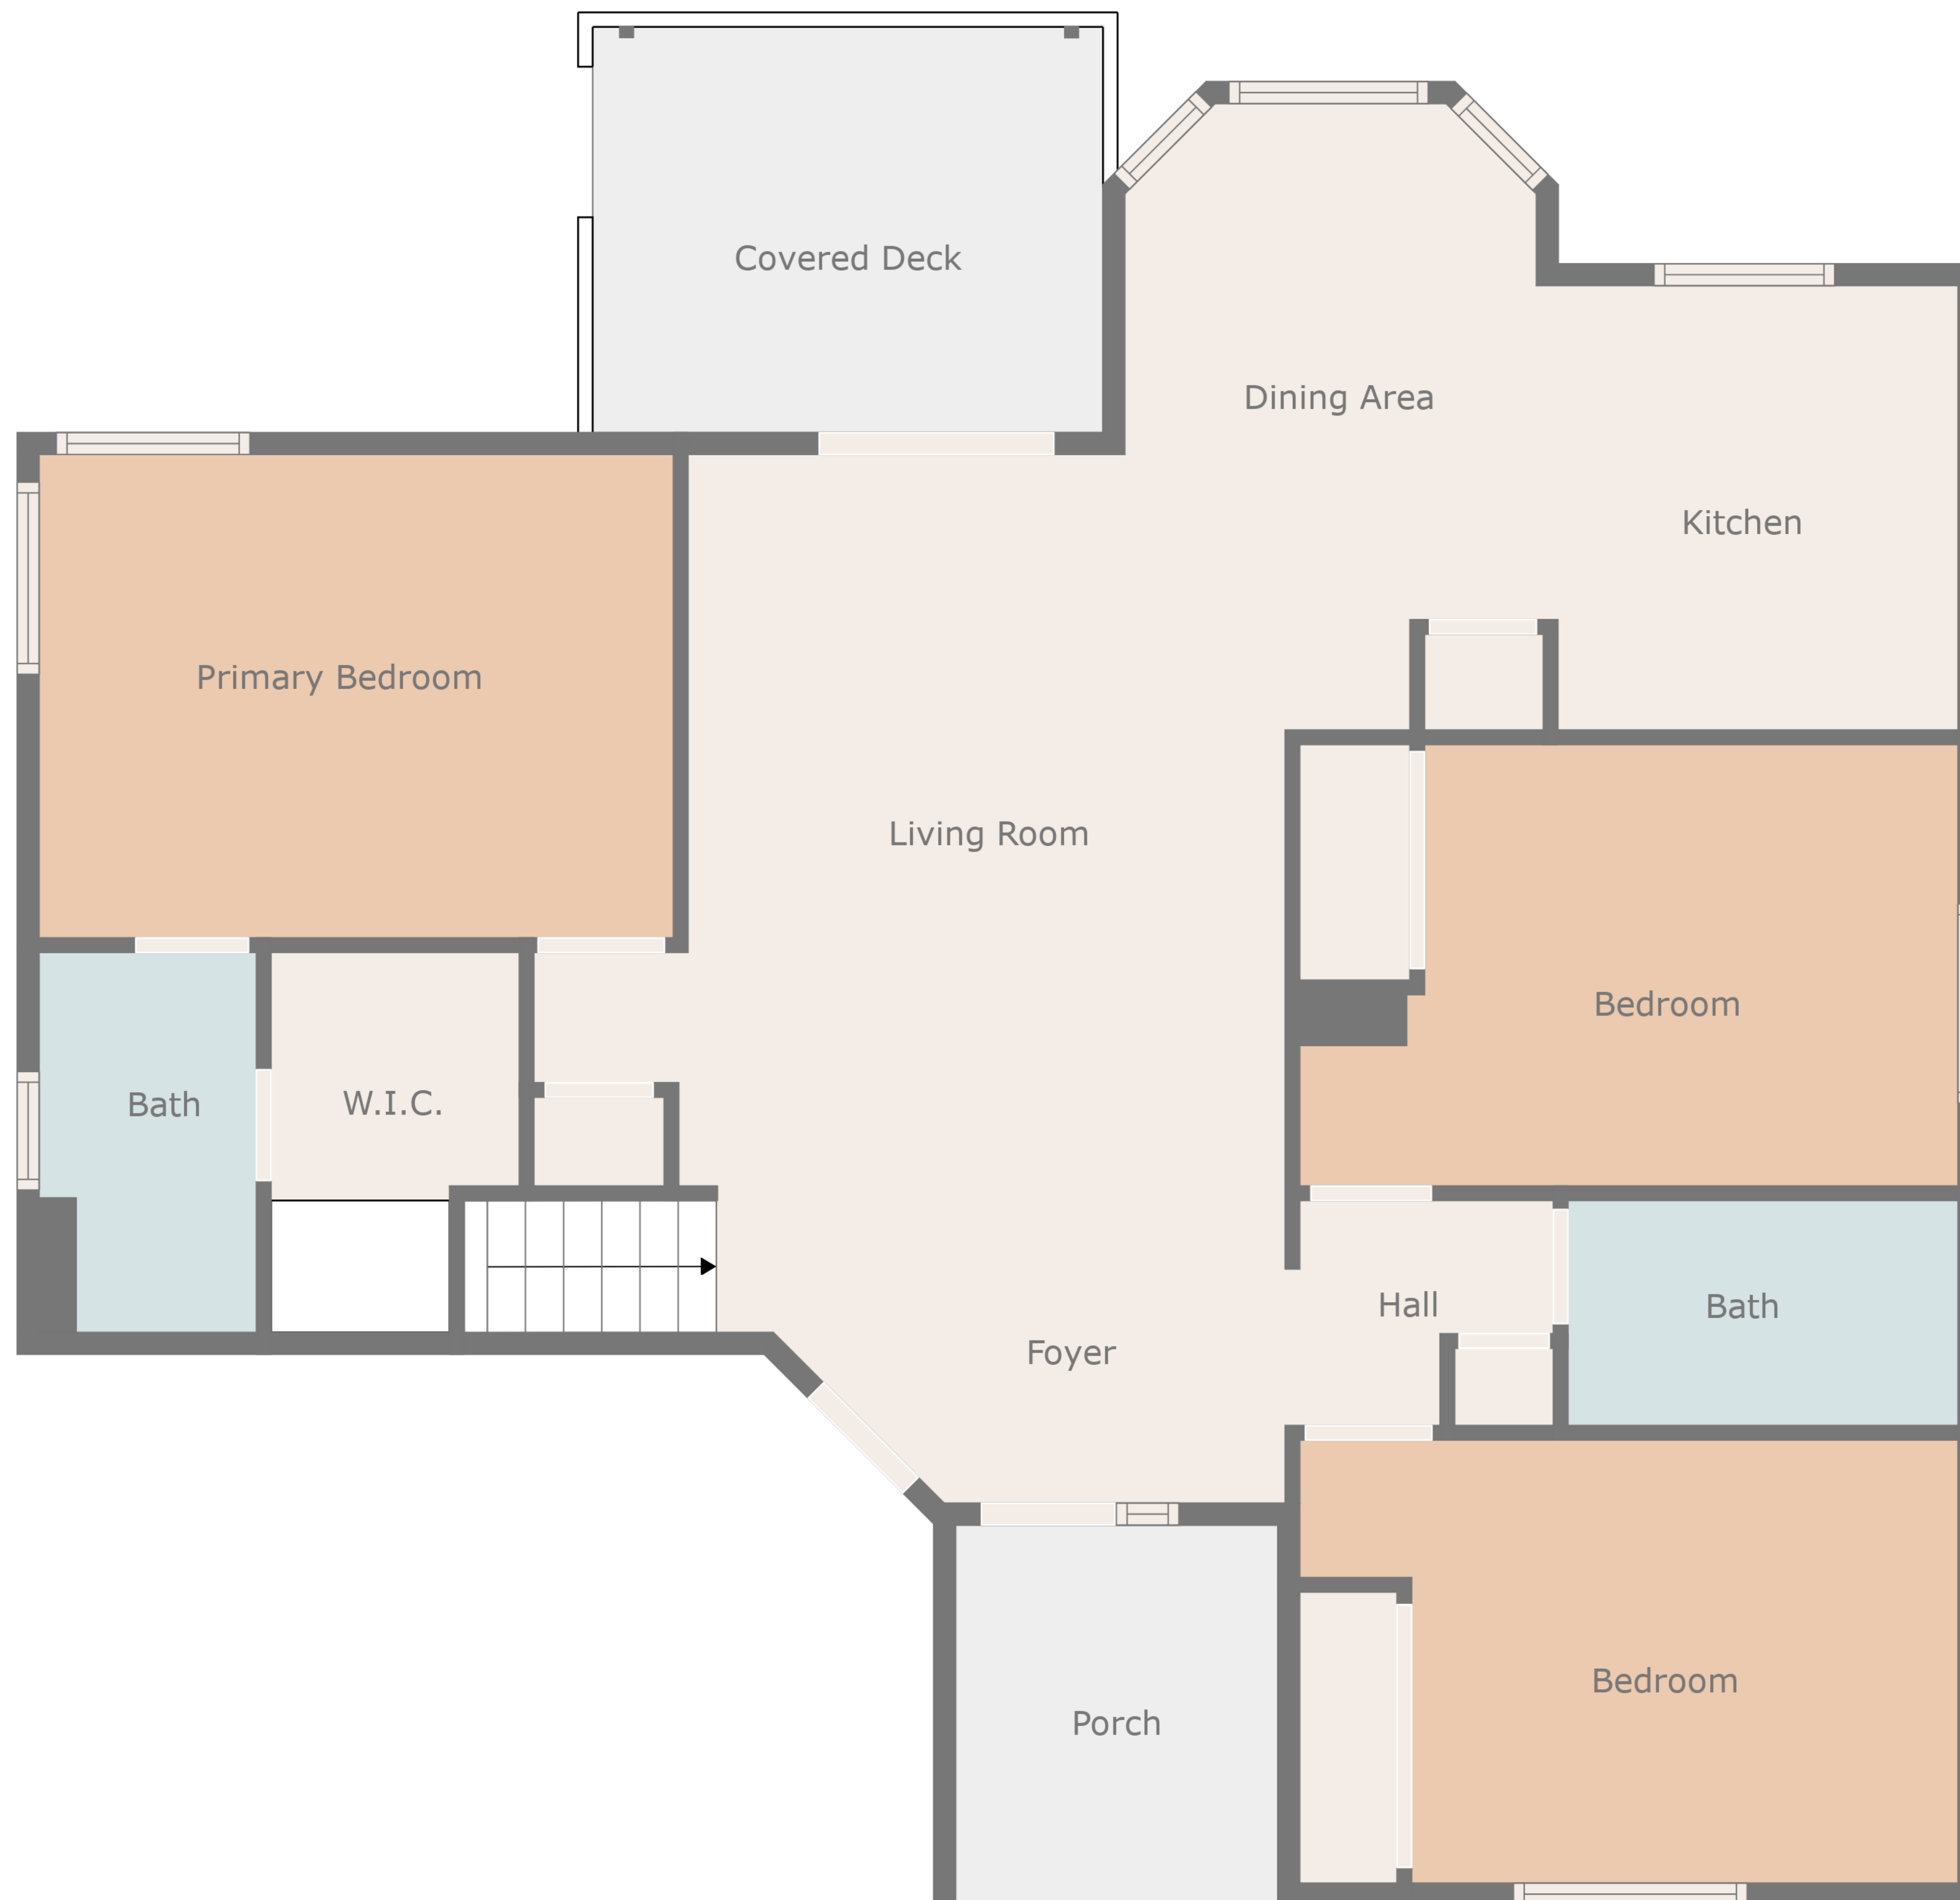 Covered Deck
Dining Area
Kitchen
Primary Bedroom
Living Room
Bedroom
Bath
W.I.C.
Hall
Bath
Foyer
Bedroom
Porch